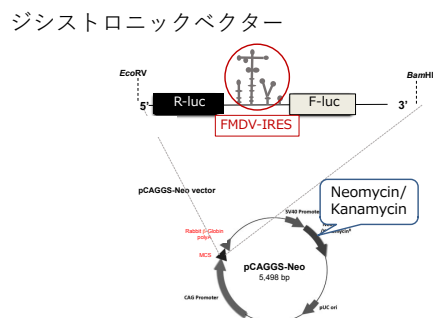 ジシストロニックベクター
EcoRV
BamHI
R-luc
F-luc
5'
3'
FMDV-IRES
pCAGGS-Neo vector
Neomycin/
Kanamycin
SV40 Promoter
Rabbit β-Globin
polyA
MCS
pCAGGS-Neo
5,498 bp
CAG Promoter
pUC ori